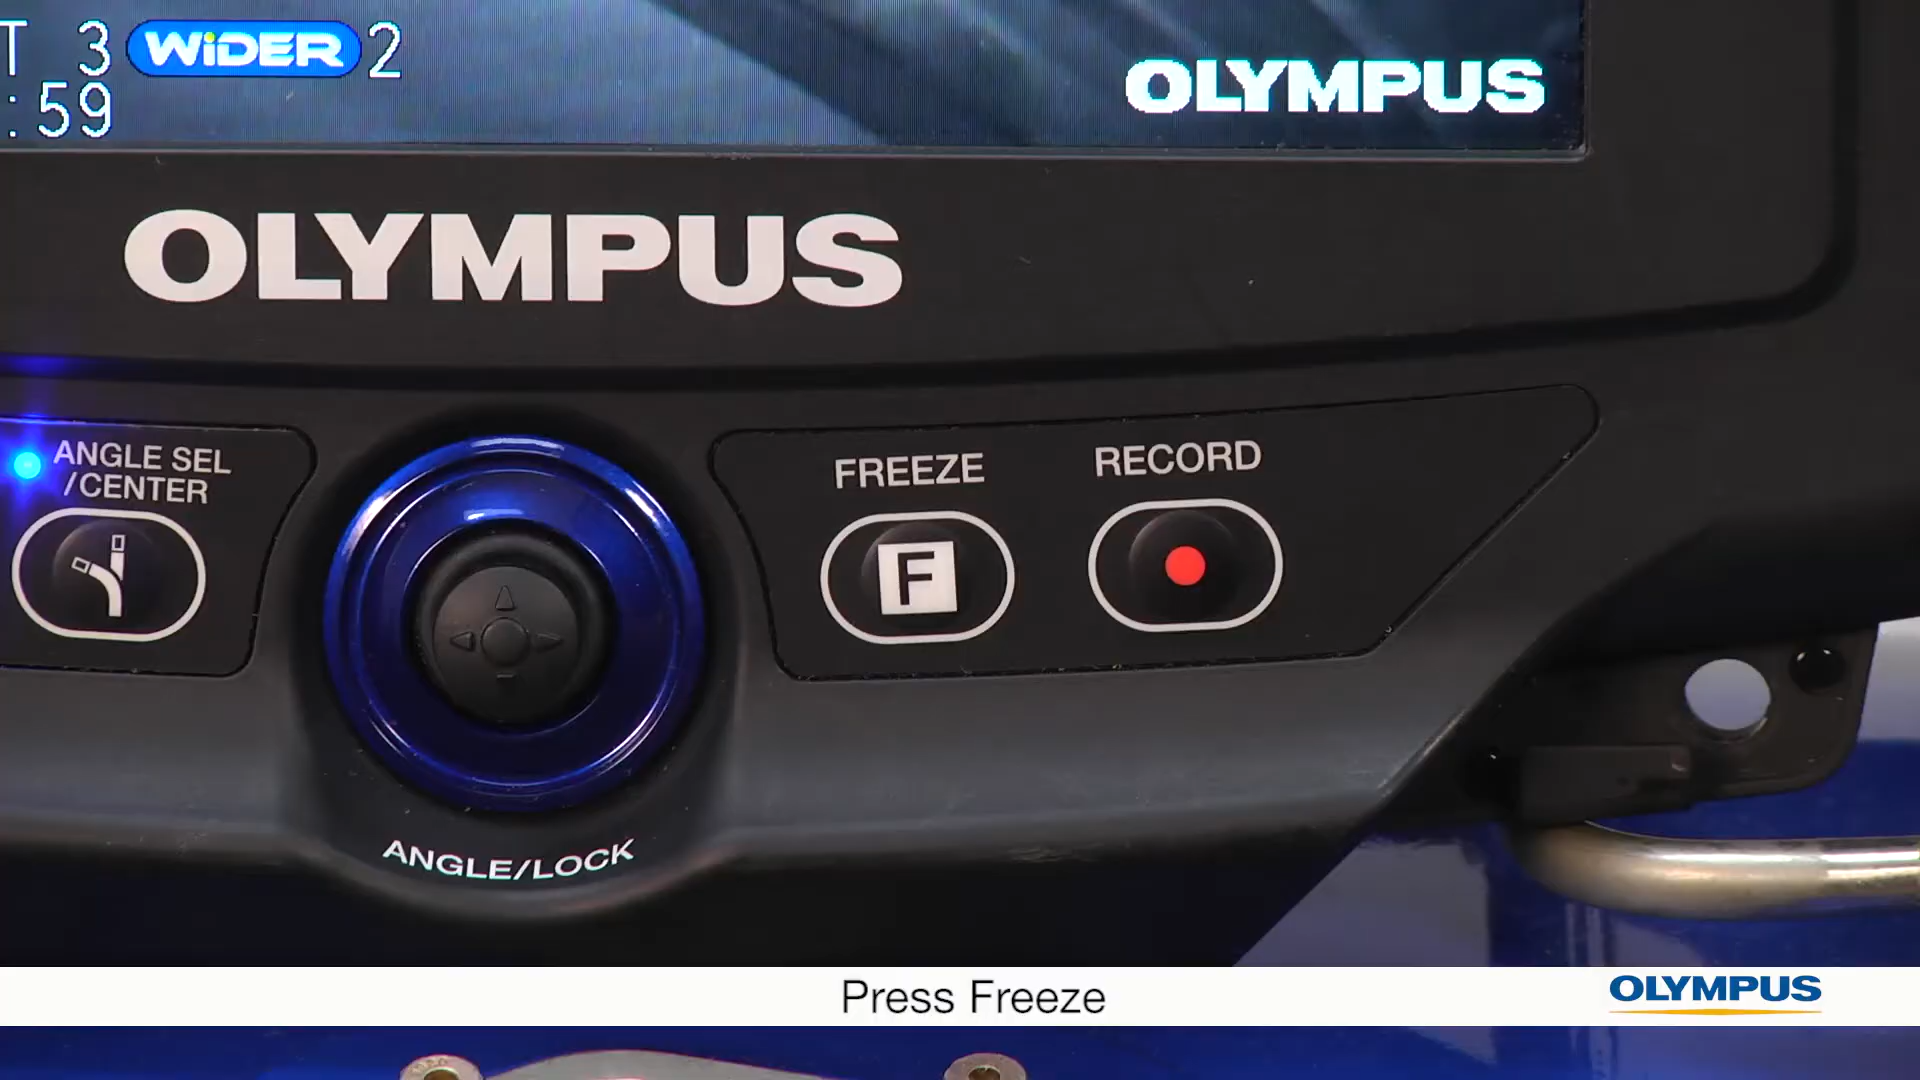 T 3 WiDER 2
:59
OLYMPUS
OLYMPUS
ANGLE SEL
/CENTER
FREEZE
RECORD
F
ANGLE/LOCK
Press Freeze
OLYMPUS